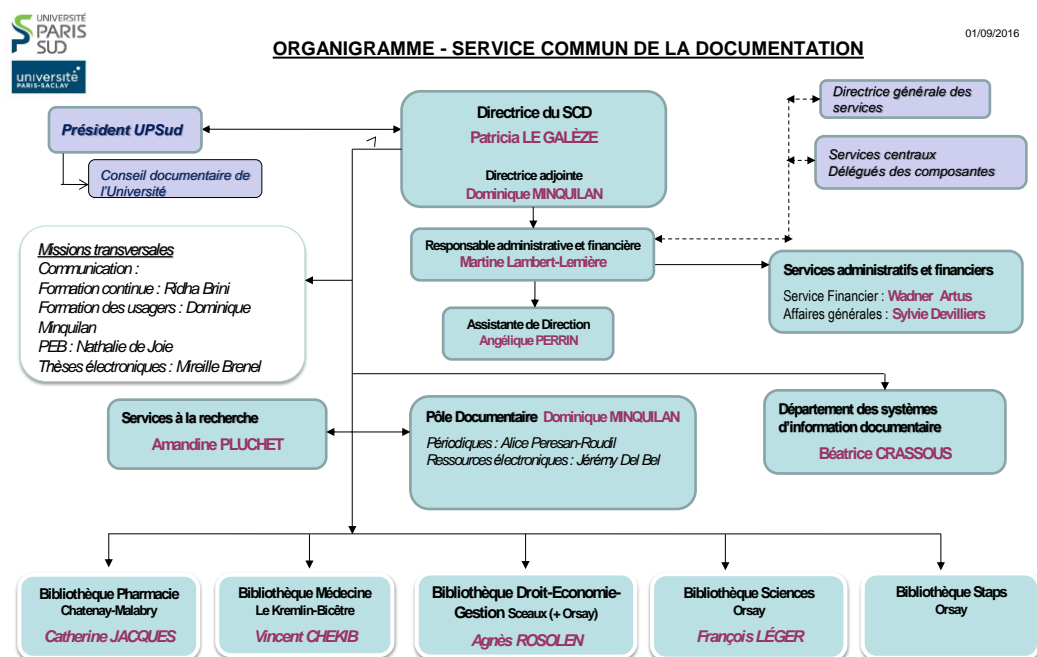 UNIVERSITÉ
PARIS
SUD
université
PARIS-SACLAY
ORGANIGRAMME - SERVICE COMMUN DE LA DOCUMENTATION
01/09/2016
Président UPSud
Conseil documentaire de
l'Université
Directrice du SCD
Patricia LE GALÈZE
Directrice adjointe
Dominique MINQUILAN
Directrice générale des
services
Services centraux
Délégués des composantes
Responsable administrative et financière
Martine Lambert-Lemière
Services administratifs et financiers
Service Financier : Wadner Artus
Affaires générales : Sylvie Devilliers
Assistante de Direction
Angélique PERRIN
Missions transversales
Communication :
Formation continue : Ridha Brini
Formation des usagers : Dominique
Minquilan
PEB : Nathalie de Joie
Thèses électroniques : Mireille Brenel
Services à la recherche
Amandine PLUCHET
Pôle Documentaire Dominique MINQUILAN
Périodiques : Alice Peresan-Roudil
Ressources électroniques : Jérémy Del Bel
Département des systèmes
d'information documentaire
Béatrice CRASSOUS
Bibliothèque Pharmacie
Chatenay-Malabry
Catherine JACQUES
Bibliothèque Médecine
Le Kremlin-Bicêtre
Vincent CHEKIB
Bibliothèque Droit-Economie-
Gestion Sceaux (+ Orsay)
Agnès ROSOLEN
Bibliothèque Sciences
Orsay
François LÉGER
Bibliothèque Staps
Orsay